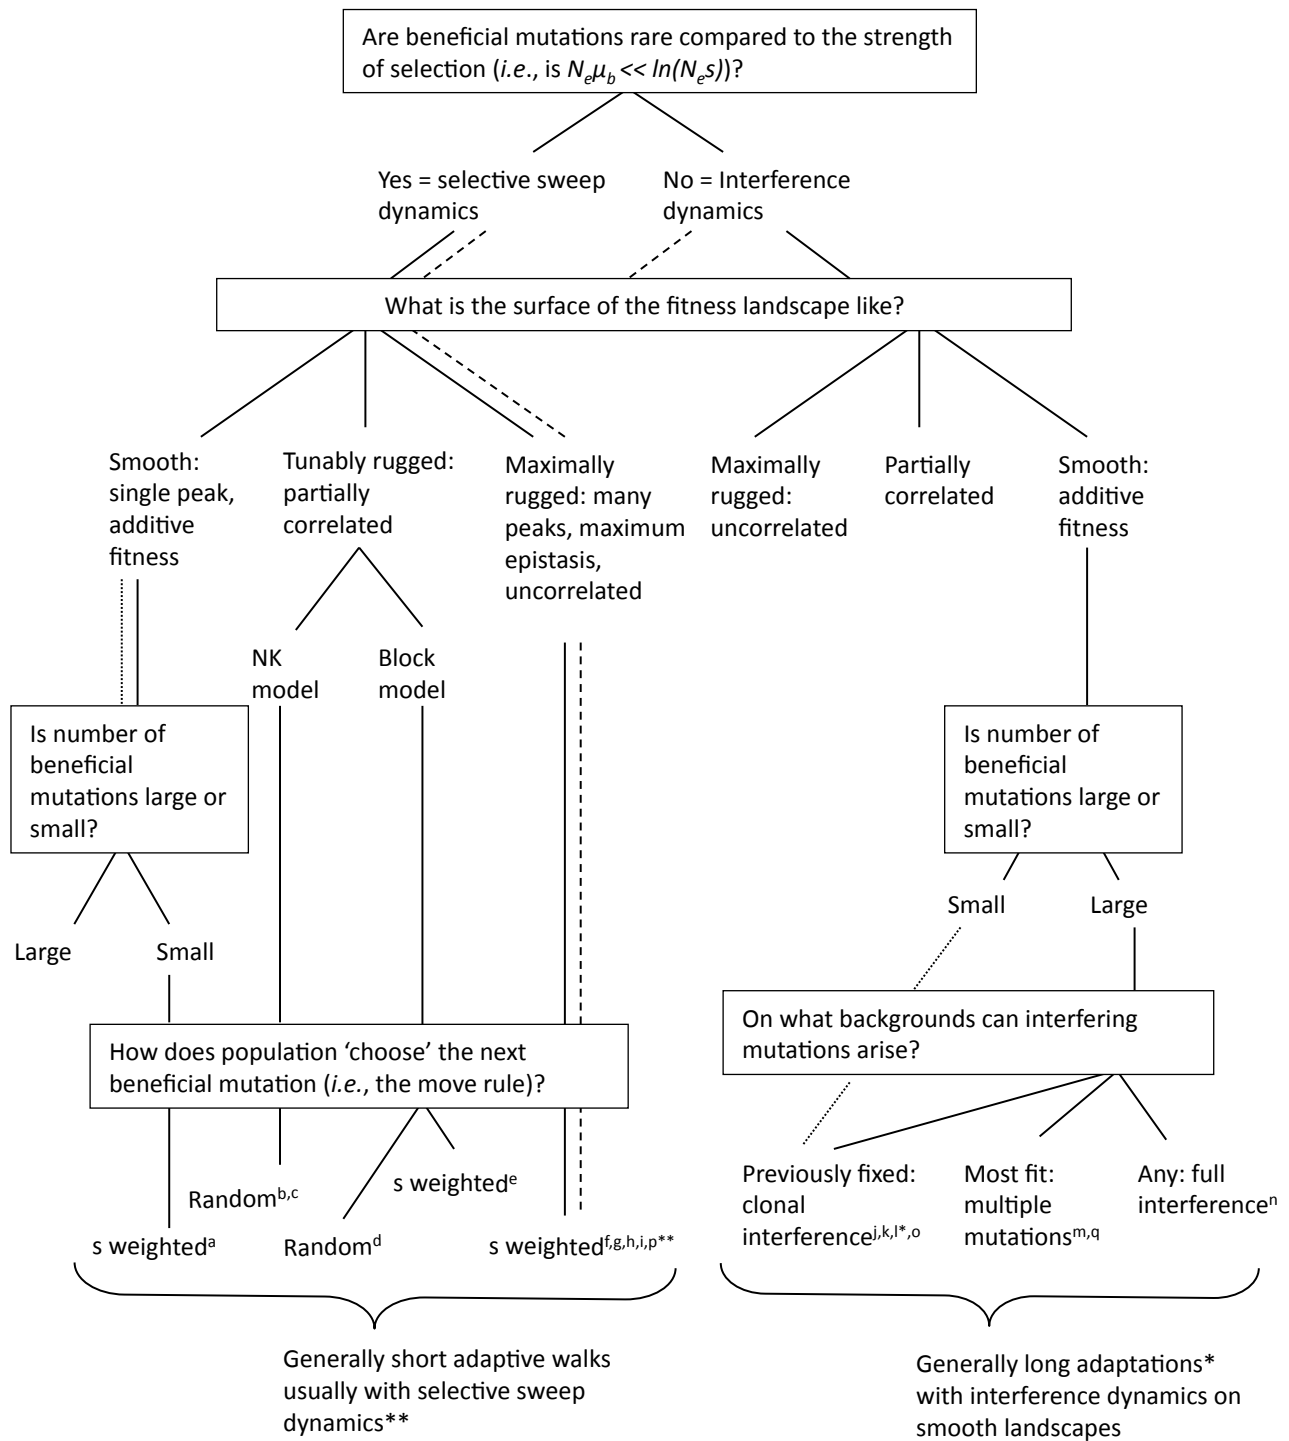 Are beneficial mutations rare compared to the strength
of selection (i.e., is Nₑμ_b << ln(Nₑs))?
Yes = selective sweep
dynamics
No = Interference
dynamics
What is the surface of the fitness landscape like?
Smooth:
single peak,
additive
fitness
Tunably rugged:
partially
correlated
Maximally
rugged: many
peaks, maximum
epistasis,
uncorrelated
Maximally
rugged:
uncorrelated
Partially
correlated
Smooth:
additive
fitness
NK
model
Block
model
Is number of
beneficial
mutations large or
small?
Is number of
beneficial
mutations large or
small?
Large
Small
Small
Large
How does population ‘choose’ the next
beneficial mutation (i.e., the move rule)?
On what backgrounds can interfering
mutations arise?
s weighted^a
Random^b,c
Random^d
s weighted^e
s weighted^f,g,h,i,p**
Previously fixed:
clonal
interference^j,k,l*,o
Most fit:
multiple
mutations^m,q
Any: full
interference^n
Generally short adaptive walks
usually with selective sweep
dynamics**
Generally long adaptations*
with interference dynamics on
smooth landscapes